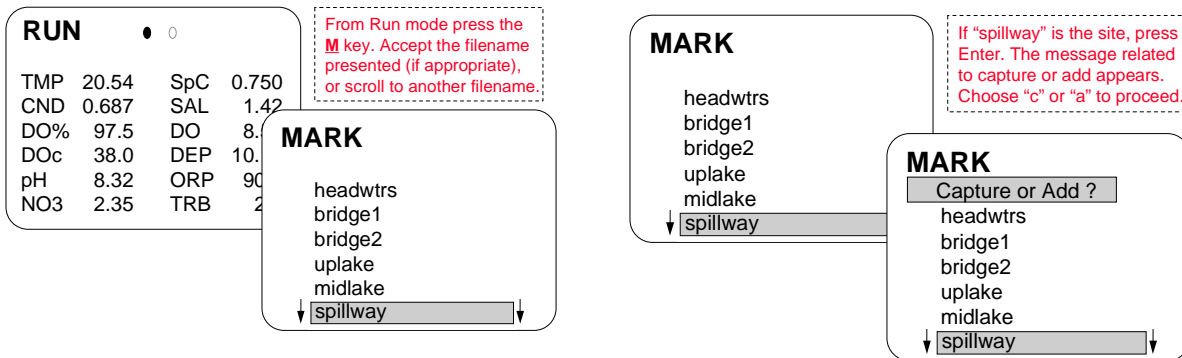 RUN
TMP 20.54 SpC 0.750
CND 0.687 SAL 1.42
DO% 97.5 DO 8.
DOc 38.0 DEP 10.
pH 8.32 ORP 90
NO3 2.35 TRB 2
From Run mode press the
M key. Accept the filename
presented (if appropriate),
or scroll to another filename.
MARK
headwtrs
bridge1
bridge2
uplake
midlake
spillway
MARK
headwtrs
bridge1
bridge2
uplake
midlake
spillway
If “spillway” is the site, press
Enter. The message related
to capture or add appears.
Choose “c” or “a” to proceed.
MARK
Capture or Add ?
headwtrs
bridge1
bridge2
uplake
midlake
spillway